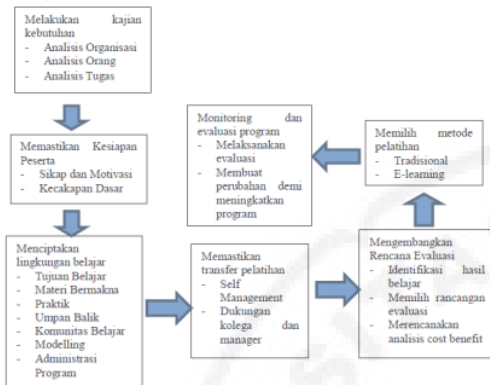 Melakukan kajian
kebutuhan
- Analisis Organisasi
- Analisis Orang
- Analisis Tugas
Memastikan Kesiapan
Peserta
- Sikap dan Motivasi
- Kecakapan Dasar
Menciptakan
lingkungan belajar
- Tujuan Belajar
- Materi Bermakna
- Praktik
- Umpan Balik
- Komunitas Belajar
- Modelling
- Administrasi
Program
Memastikan
transfer pelatihan
- Self
Management
- Dukungan
kolega dan
manager
Mengembangkan
Rencana Evaluasi
- Identifikasi hasil
belajar
- Memilih rancangan
evaluasi
- Merencanakan
analisis cost benefit
Memilih metode
pelatihan
- Tradisional
- E-learning
Monitoring dan
evaluasi program
- Melaksanakan
evaluasi
- Membuat
perubahan demi
meningkatkan
program